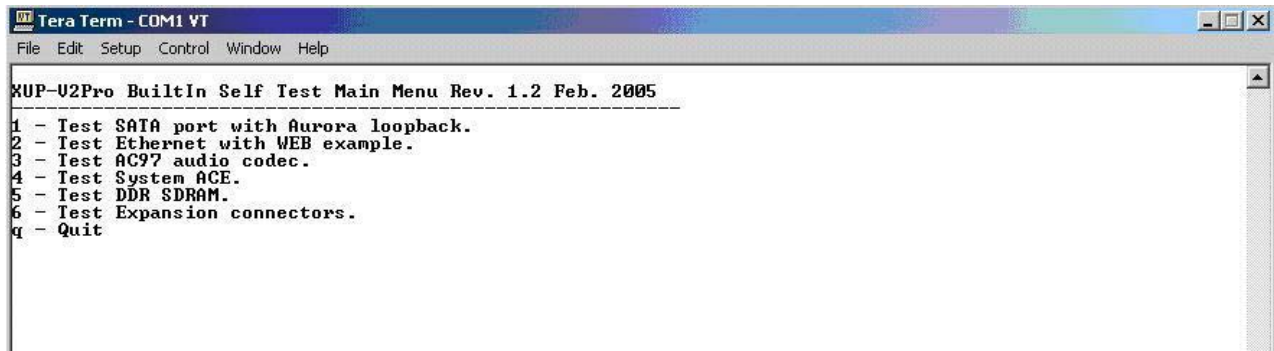 Tera Term - COM1 VT
File Edit Setup Control Window Help
XUP-V2Pro BuiltIn Self Test Main Menu Rev. 1.2 Feb. 2005
------------------------------------------------------------
1 - Test SATA port with Aurora loopback.
2 - Test Ethernet with WEB example.
3 - Test AC97 audio codec.
4 - Test System ACE.
5 - Test DDR SDRAM.
6 - Test Expansion connectors.
q - Quit